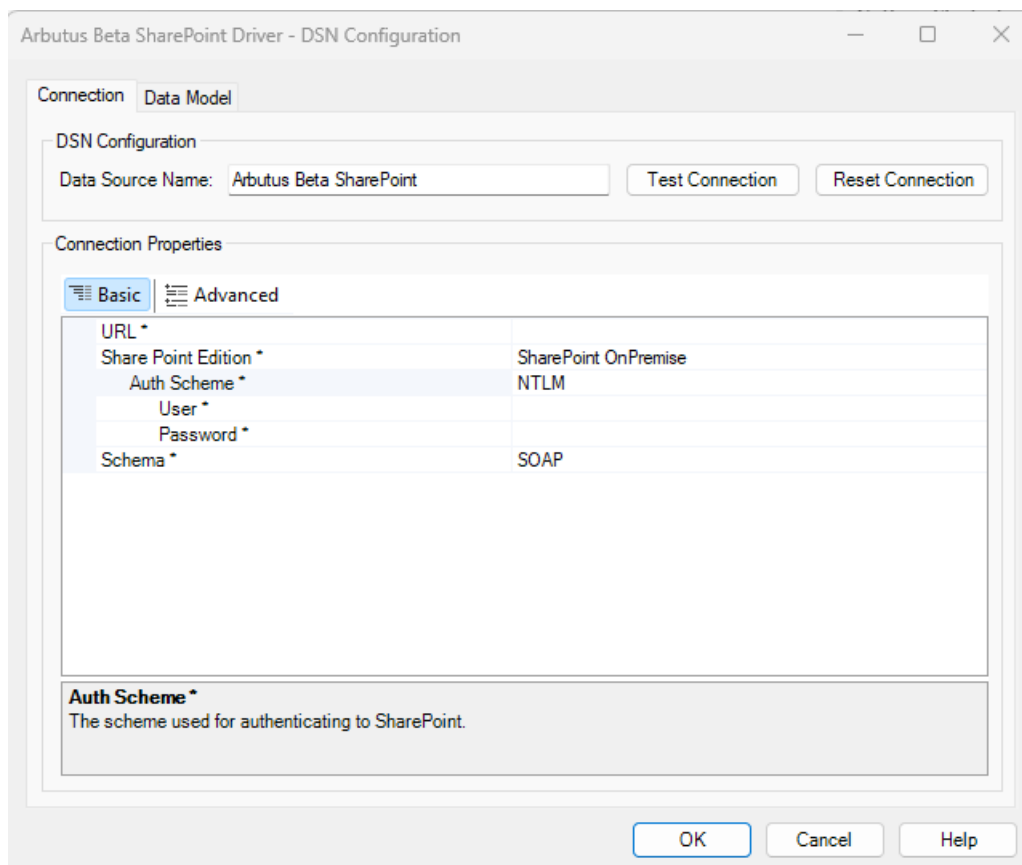 Arbutus Beta SharePoint Driver - DSN Configuration
Connection Data Model
DSN Configuration
Data Source Name: Arbutus Beta SharePoint Test Connection Reset Connection
Connection Properties
Basic Advanced
URL *
Share Point Edition * SharePoint OnPremise
Auth Scheme * NTLM
User *
Password *
Schema * SOAP
Auth Scheme *
The scheme used for authenticating to SharePoint.
OK Cancel Help